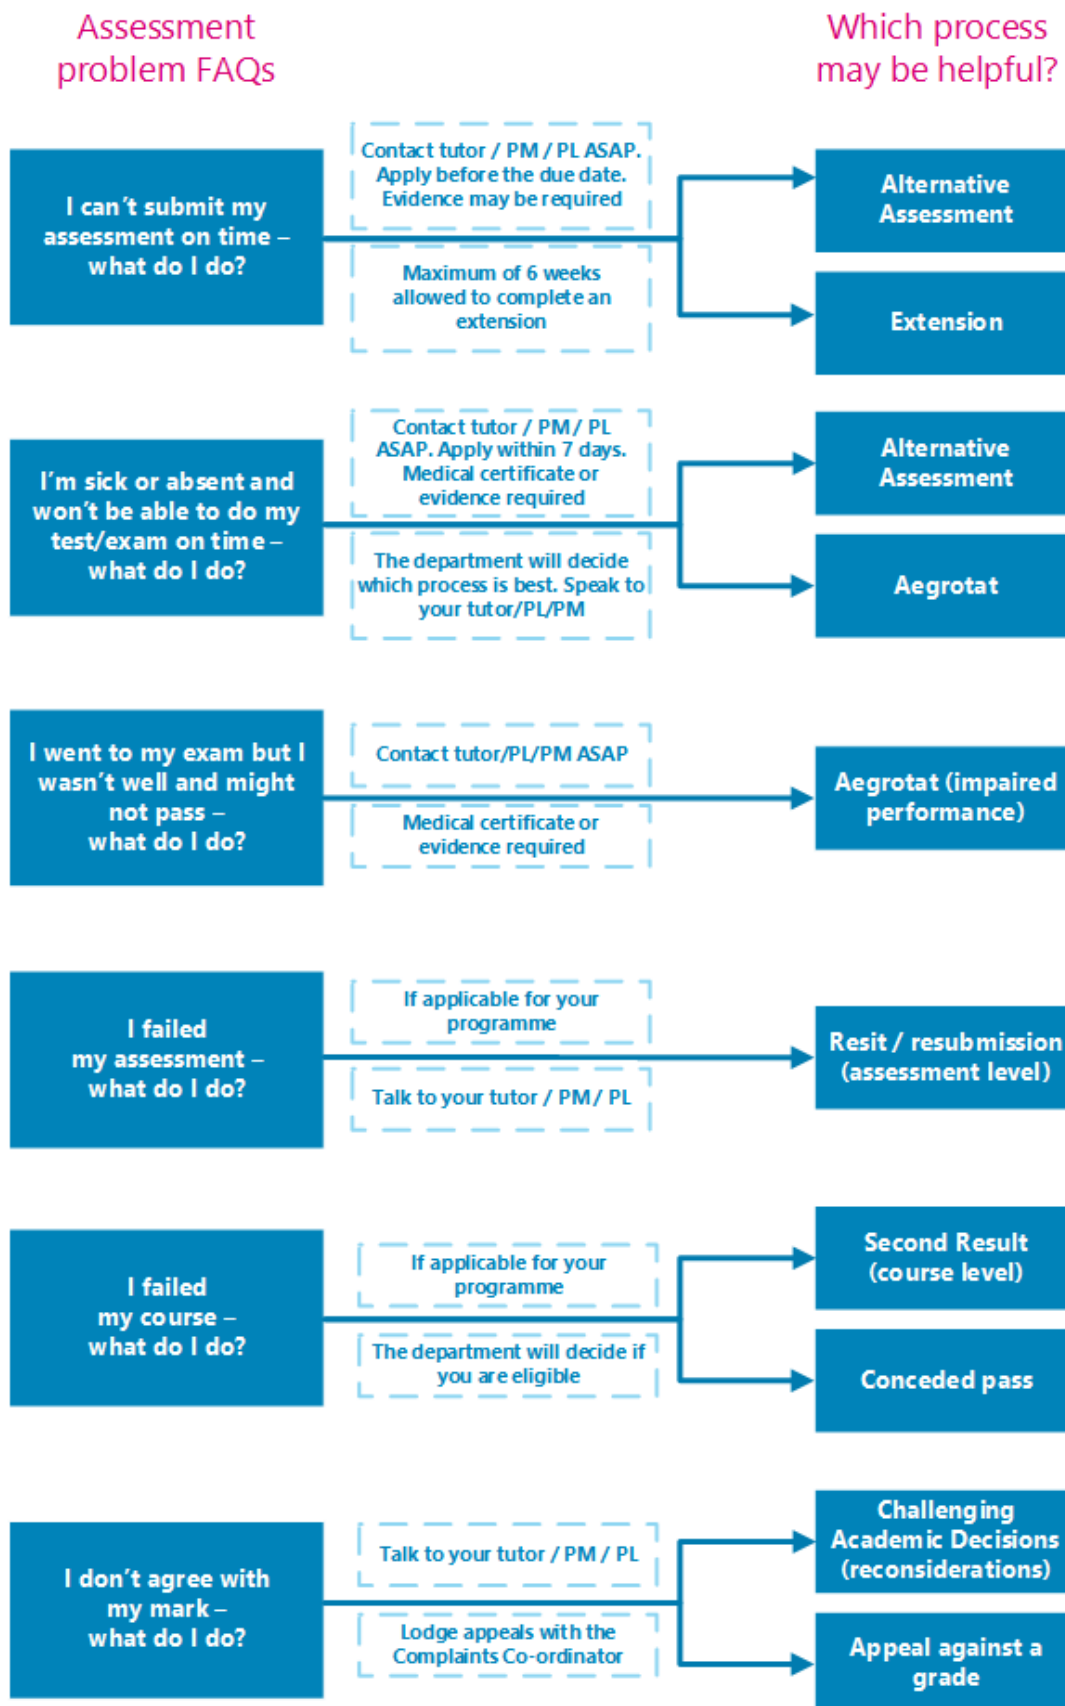 Assessment
problem FAQs
Which process
may be helpful?
I can't submit my
assessment on time –
what do I do?
Contact tutor / PM / PL ASAP.
Apply before the due date.
Evidence may be required
Maximum of 6 weeks
allowed to complete an
extension
Alternative
Assessment
Extension
I'm sick or absent and
won't be able to do my
test/exam on time –
what do I do?
Contact tutor / PM / PL
ASAP. Apply within 7 days.
Medical certificate or
evidence required
The department will decide
which process is best. Speak to
your tutor/PL/PM
Alternative
Assessment
Aegrotat
I went to my exam but I
wasn't well and might
not pass –
what do I do?
Contact tutor/PL/PM ASAP
Medical certificate or
evidence required
Aegrotat (impaired
performance)
I failed
my assessment –
what do I do?
If applicable for your
programme
Talk to your tutor / PM / PL
Resit / resubmission
(assessment level)
I failed
my course –
what do I do?
If applicable for your
programme
The department will decide if
you are eligible
Second Result
(course level)
Conceded pass
I don't agree with
my mark –
what do I do?
Talk to your tutor / PM / PL
Lodge appeals with the
Complaints Co-ordinator
Challenging
Academic Decisions
(reconsiderations)
Appeal against a
grade